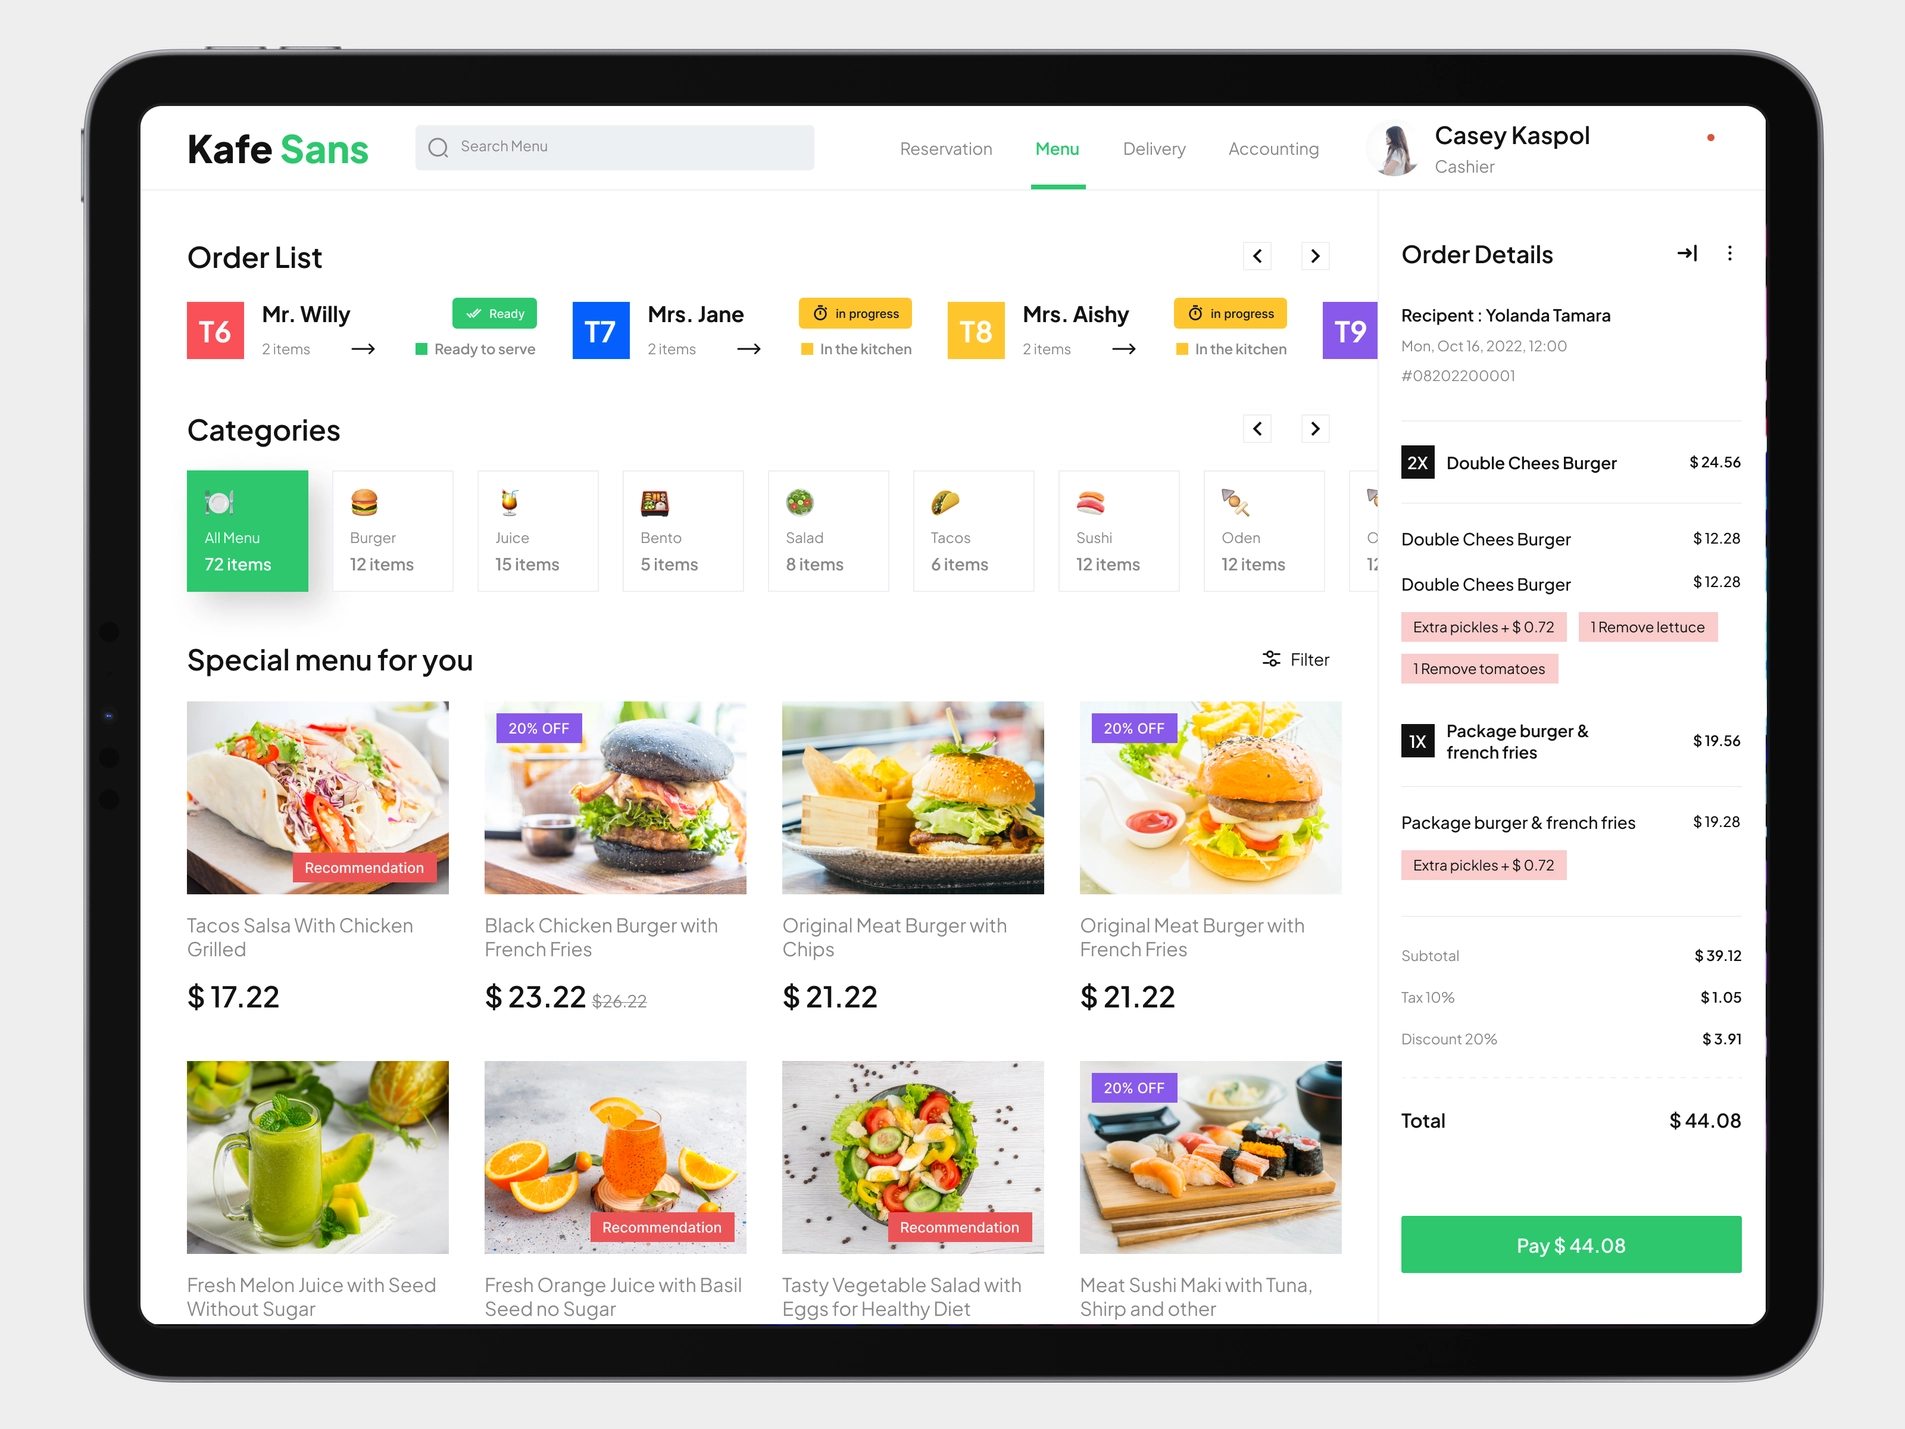 Kafe Sans
Search Menu
Reservation
Menu
Delivery
Accounting
Casey Kaspol
Cashier
Order List
T6
Mr. Willy
2 items
Ready
Ready to serve
T7
Mrs. Jane
2 items
in progress
In the kitchen
T8
Mrs. Aishy
2 items
in progress
In the kitchen
T9
Categories
All Menu
72 items
Burger
12 items
Juice
15 items
Bento
5 items
Salad
8 items
Tacos
6 items
Sushi
12 items
Oden
12 items
Special menu for you
Filter
Recommendation
Tacos Salsa With Chicken
Grilled
$ 17.22
20% OFF
Black Chicken Burger with
French Fries
$ 23.22 $26.22
Original Meat Burger with
Chips
$ 21.22
20% OFF
Original Meat Burger with
French Fries
$ 21.22
Fresh Melon Juice with Seed
Without Sugar
Recommendation
Fresh Orange Juice with Basil
Seed no Sugar
Recommendation
Tasty Vegetable Salad with
Eggs for Healthy Diet
20% OFF
Meat Sushi Maki with Tuna,
Shirp and other
Order Details
Recipent : Yolanda Tamara
Mon, Oct 16, 2022, 12:00
#08202200001
2X Double Chees Burger $ 24.56
Double Chees Burger $ 12.28
Double Chees Burger $ 12.28
Extra pickles + $ 0.72
1 Remove lettuce
1 Remove tomatoes
1X Package burger &
french fries
$ 19.56
Package burger & french fries $ 19.28
Extra pickles + $ 0.72
Subtotal $ 39.12
Tax 10% $ 1.05
Discount 20% $ 3.91
Total $ 44.08
Pay $ 44.08